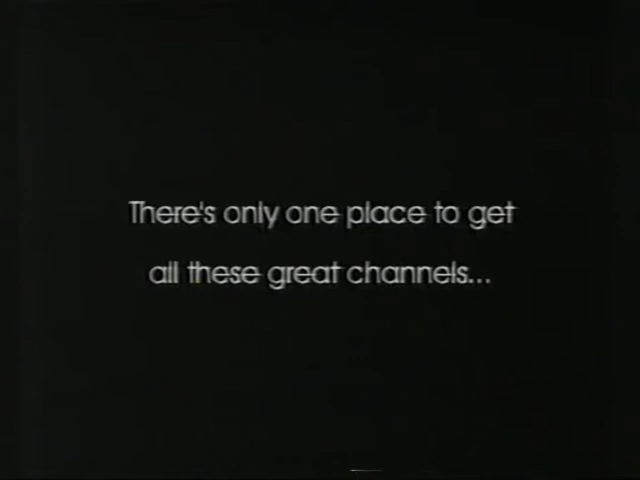 There's only one place to get
all these great channels...